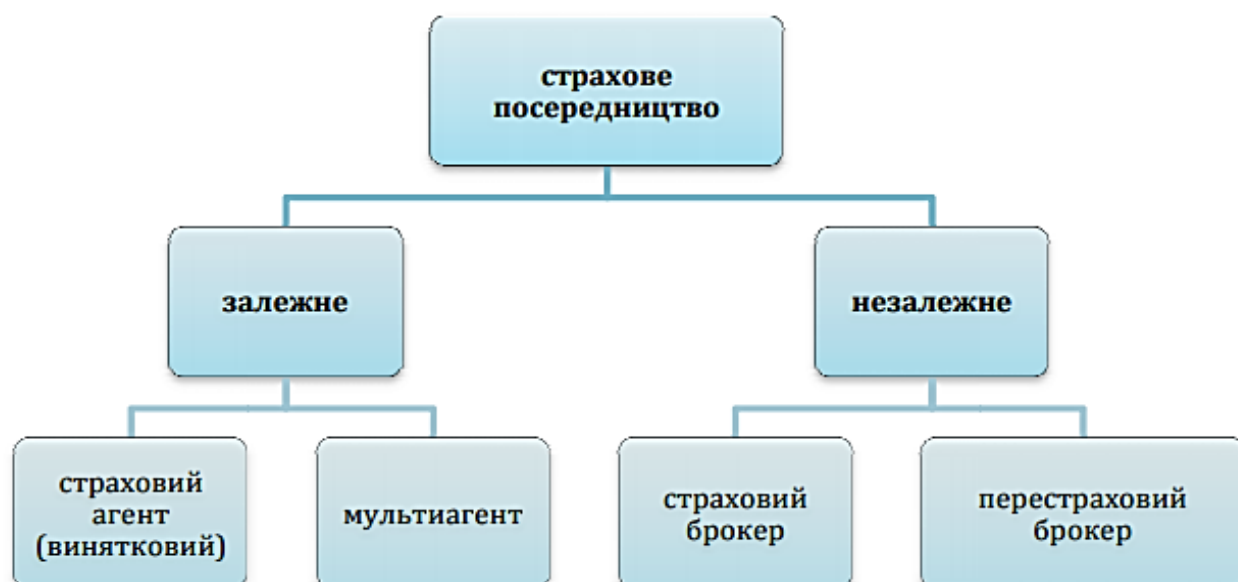 страхове
посередництво
залежне
незалежне
страховий
агент
(винятковий)
мультиагент
страховий
брокер
перестраховий
брокер